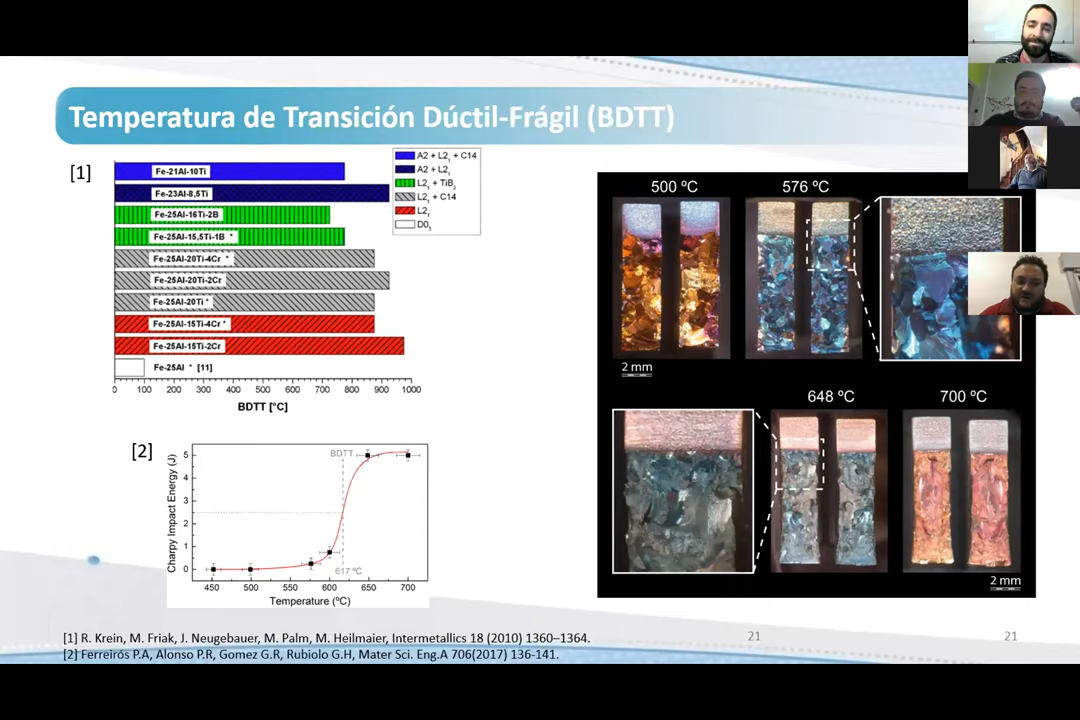 Temperatura de Transición Dúctil-Frágil (BDTT)
[1]
Fe-21Al-10Ti
Fe-23Al-8,5Ti
Fe-25Al-16Ti-2B
Fe-25Al-15,5Ti-1B *
Fe-25Al-20Ti-4Cr *
Fe-25Al-20Ti-2Cr
Fe-25Al-20Ti *
Fe-25Al-15Ti-4Cr *
Fe-25Al-15Ti-2Cr
Fe-25Al * [11]
0 100 200 300 400 500 600 700 800 900 1000
BDTT [°C]
A2 + L2₁ + C14
A2 + L2₁
L2₁ + TiB₂
L2₁ + C14
L2₁
D0₃
[2]
Charpy Impact Energy (J)
5
4
3
2
1
0
BDTT
617 ºC
450 500 550 600 650 700
Temperature (ºC)
500 ºC
576 ºC
2 mm
648 ºC
700 ºC
2 mm
[1] R. Krein, M. Friak, J. Neugebauer, M. Palm, M. Heilmaier, Intermetallics 18 (2010) 1360–1364.
[2] Ferreirós P.A, Alonso P.R, Gomez G.R, Rubiolo G.H, Mater Sci. Eng.A 706(2017) 136-141.
21
21